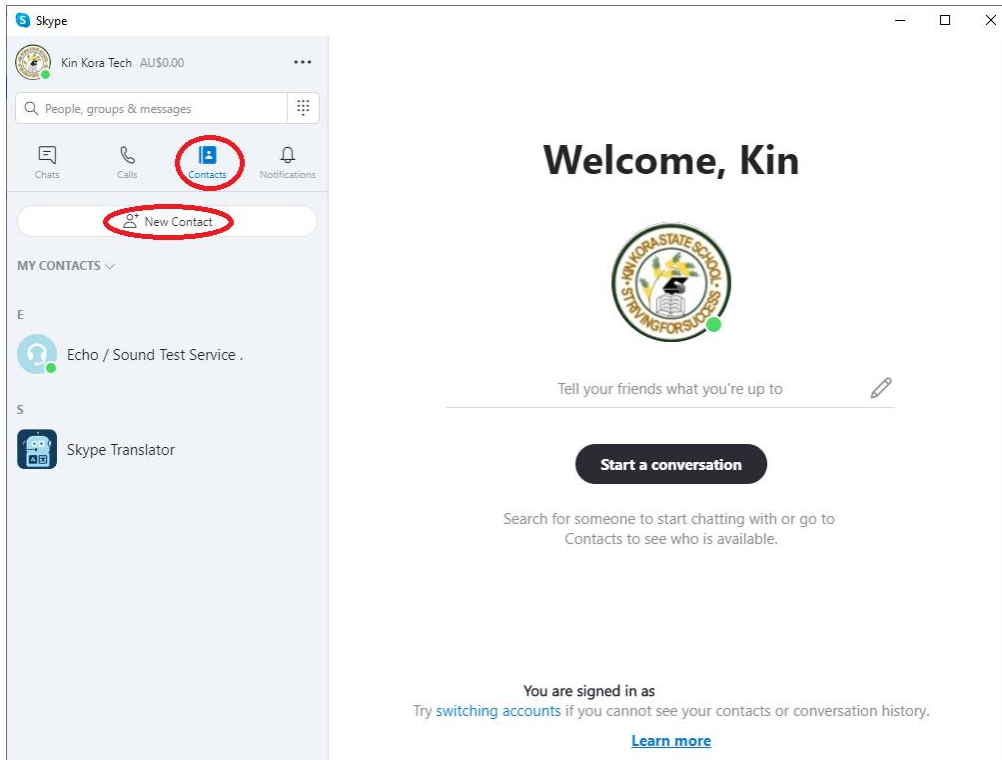 Skype
Kin Kora Tech AU$0.00
People, groups & messages
Chats Calls Contacts Notifications
New Contact
MY CONTACTS
E
Echo / Sound Test Service .
S
Skype Translator
Welcome, Kin
KIN KORA STATE SCHOOL
STRIVING FOR SUCCESS
Tell your friends what you're up to
Start a conversation
Search for someone to start chatting with or go to
Contacts to see who is available.
You are signed in as
Try switching accounts if you cannot see your contacts or conversation history.
Learn more